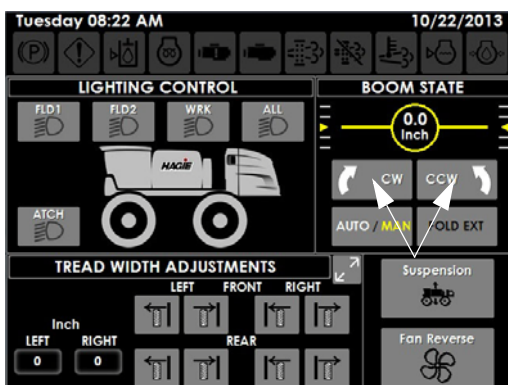 Tuesday 08:22 AM 10/22/2013
(P)
LIGHTING CONTROL
FLD1 FLD2 WRK ALL
HAGIE
ATCH
BOOM STATE
0.0
Inch
CW CCW
AUTO / MAN FOLD EXT
TREAD WIDTH ADJUSTMENTS
LEFT FRONT RIGHT
Inch
LEFT RIGHT
REAR
0 0
Suspension
Fan Reverse